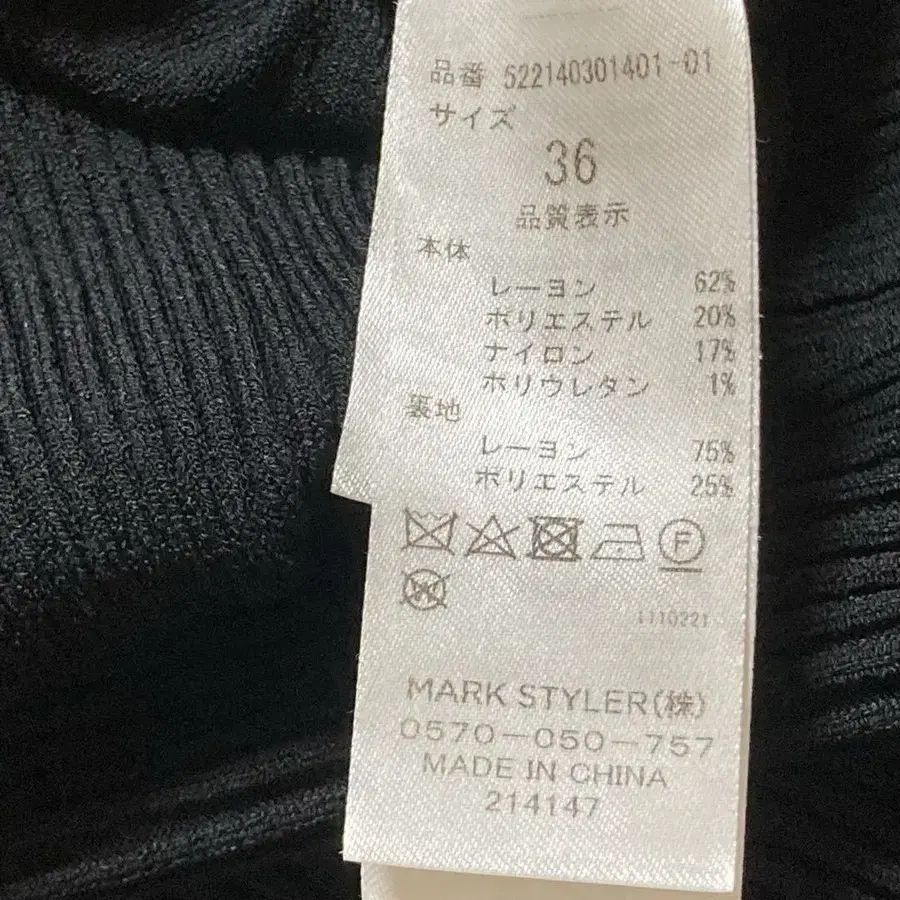 品番 522140301401-01
サイズ
36
品質表示
本体
レーヨン 62%
ポリエステル 20%
ナイロン 17%
ポリウレタン 1%
裏地
レーヨン 75%
ポリエステル 25%
F
W
1110221
MARK STYLER(株)
0570-050-757
MADE IN CHINA
214147